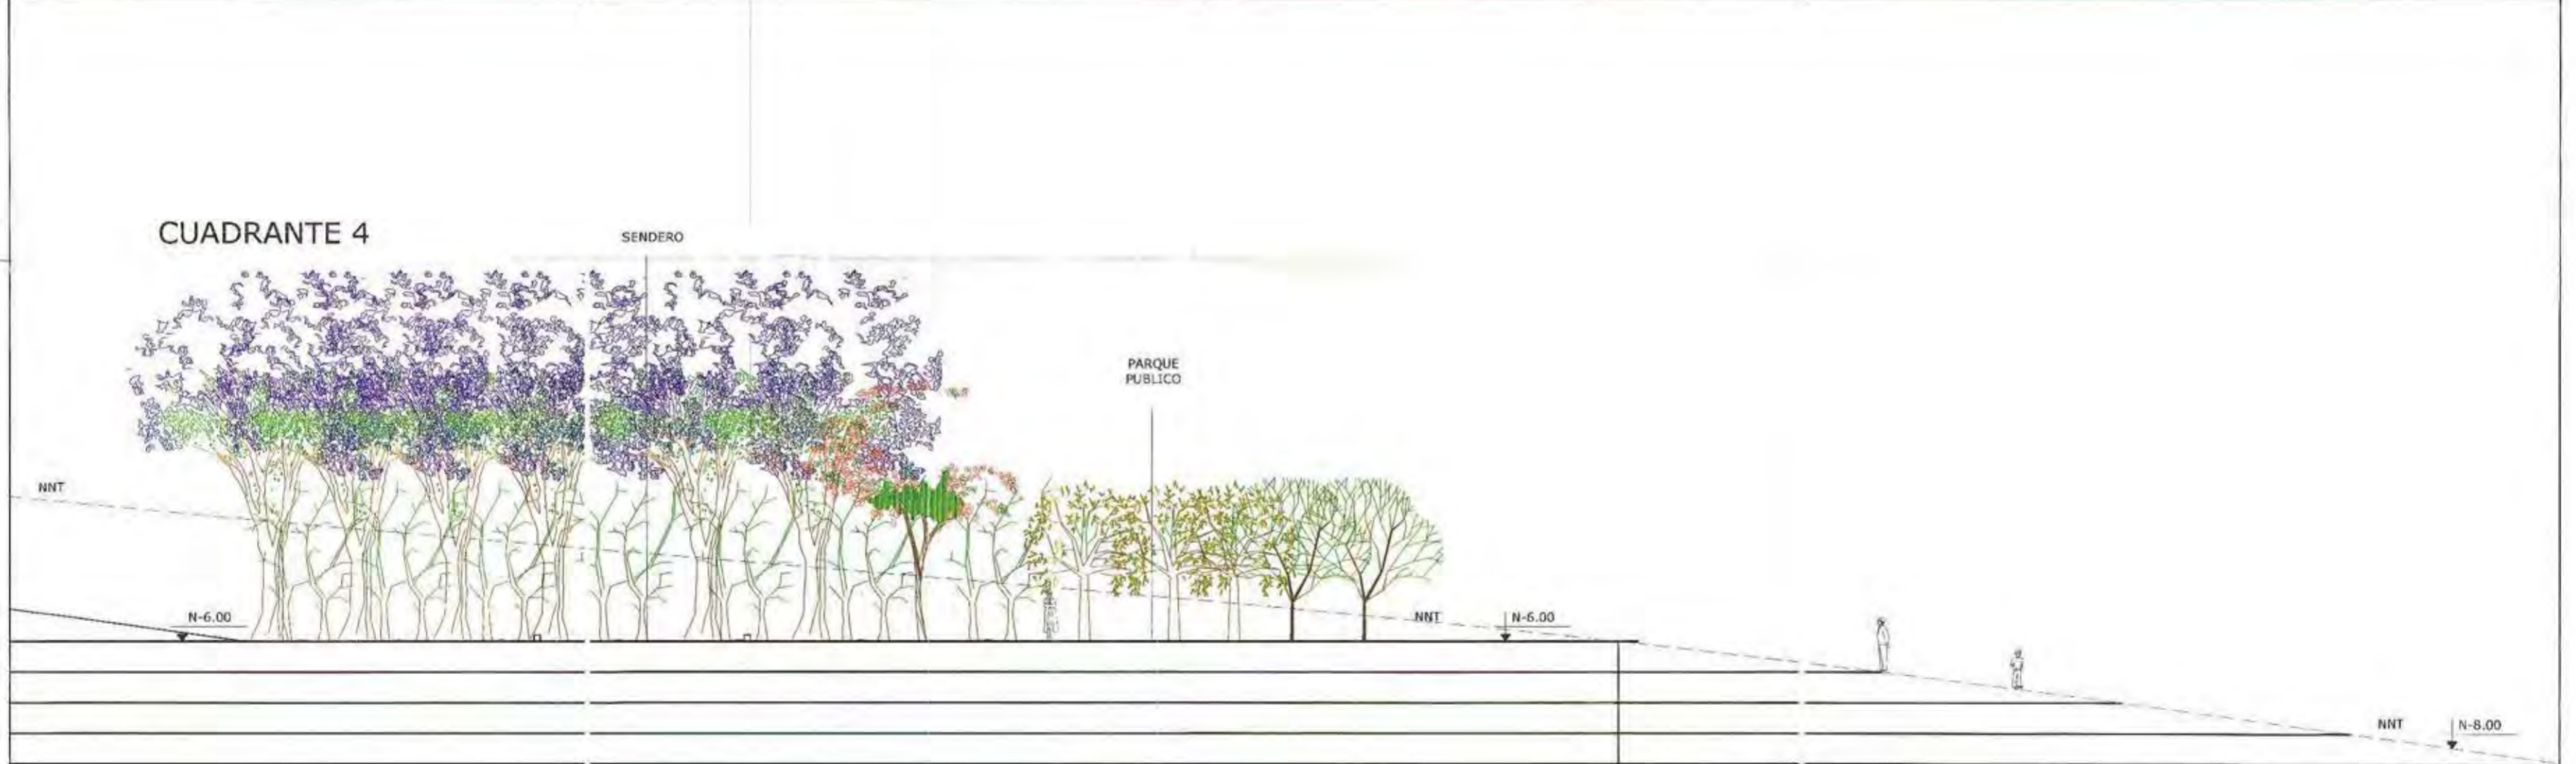 CUADRANTE 4
SENDERO
PARQUE
PUBLICO
NNT
N-6.00
NNT
N-6.00
NNT
N-8.00